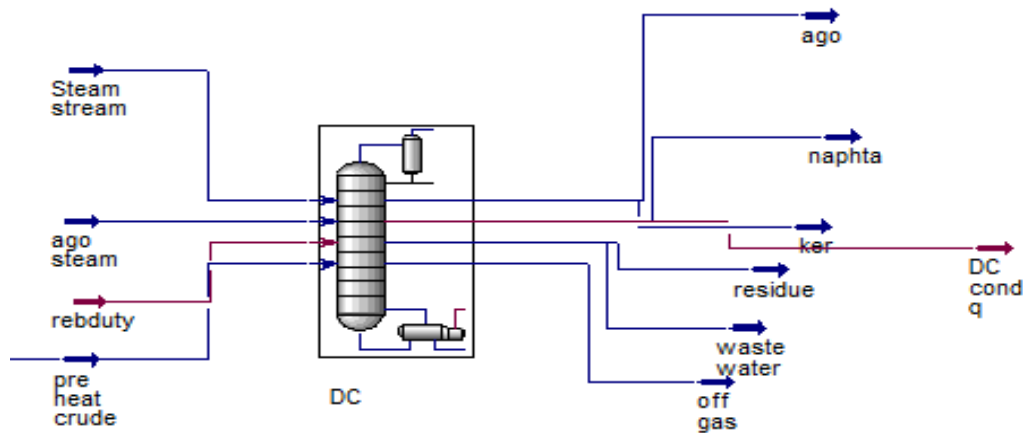 Steam
stream
ago
steam
rebduty
pre
heat
crude
DC
ago
naphta
ker
residue
waste
water
off
gas
DC
cond
q